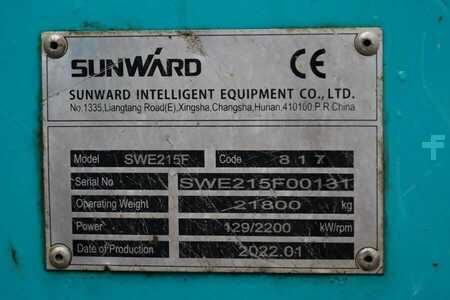 SUNWARD CE
SUNWARD INTELLIGENT EQUIPMENT CO., LTD.
No.1335,Liangtang Road(E),Xingsha,Changsha,Hunan.410100.P.R.China
Model SWE215F Code 817
Serial No SWE215F00131
Operating Weight 21800 kg
Power 129/2200 kW/rpm
Date of Production 2022.01